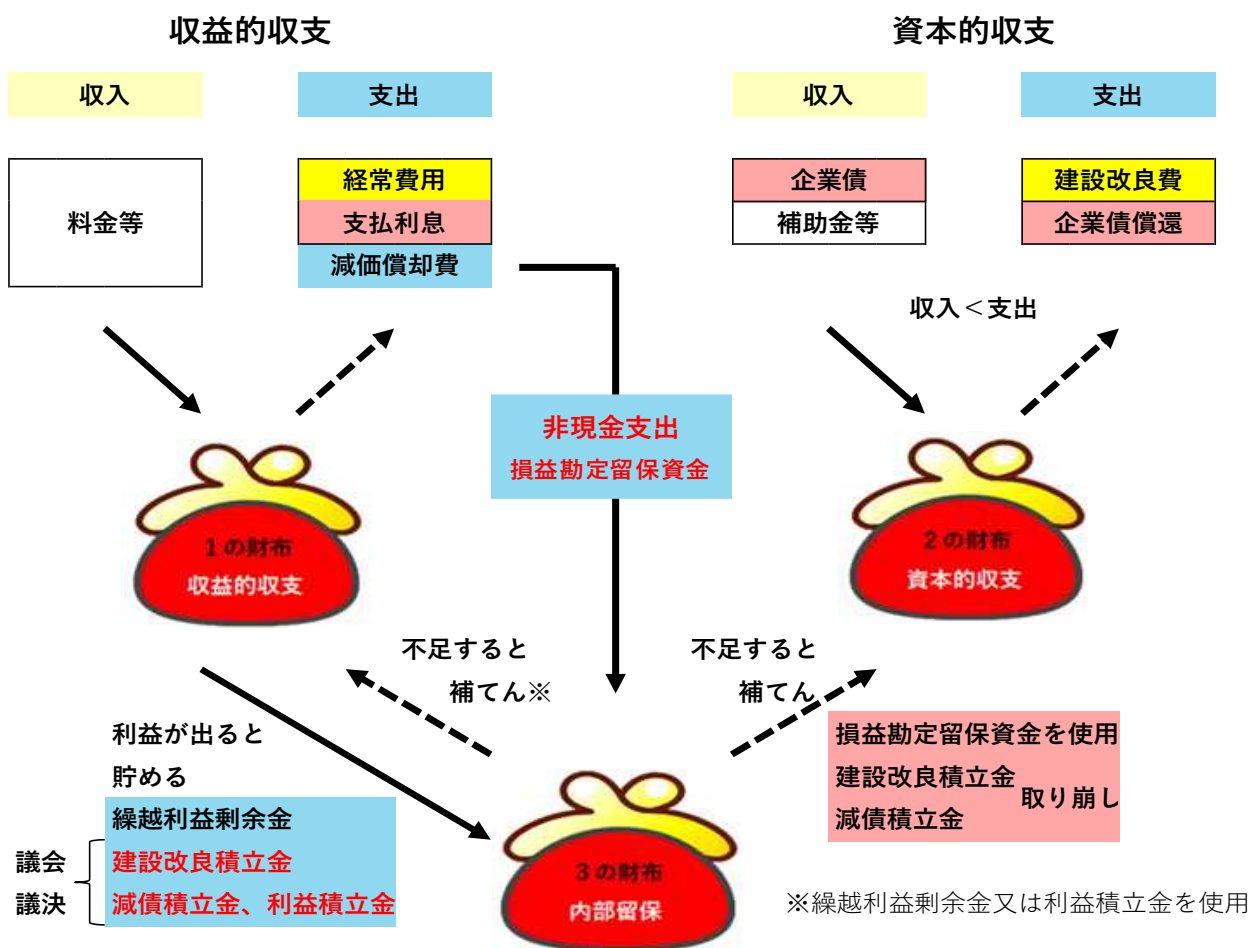 収益的収支
資本的収支
収入
支出
収入
支出
料金等
経常費用
支払利息
減価償却費
企業債
補助金等
建設改良費
企業債償還
収入＜支出
非現金支出
損益勘定留保資金
1の財布
収益的収支
2の財布
資本的収支
不足すると
補てん※
不足すると
補てん
利益が出ると
貯める
繰越利益剰余金
議会
議決
建設改良積立金
減債積立金、利益積立金
損益勘定留保資金を使用
建設改良積立金
減債積立金
取り崩し
3の財布
内部留保
※繰越利益剰余金又は利益積立金を使用